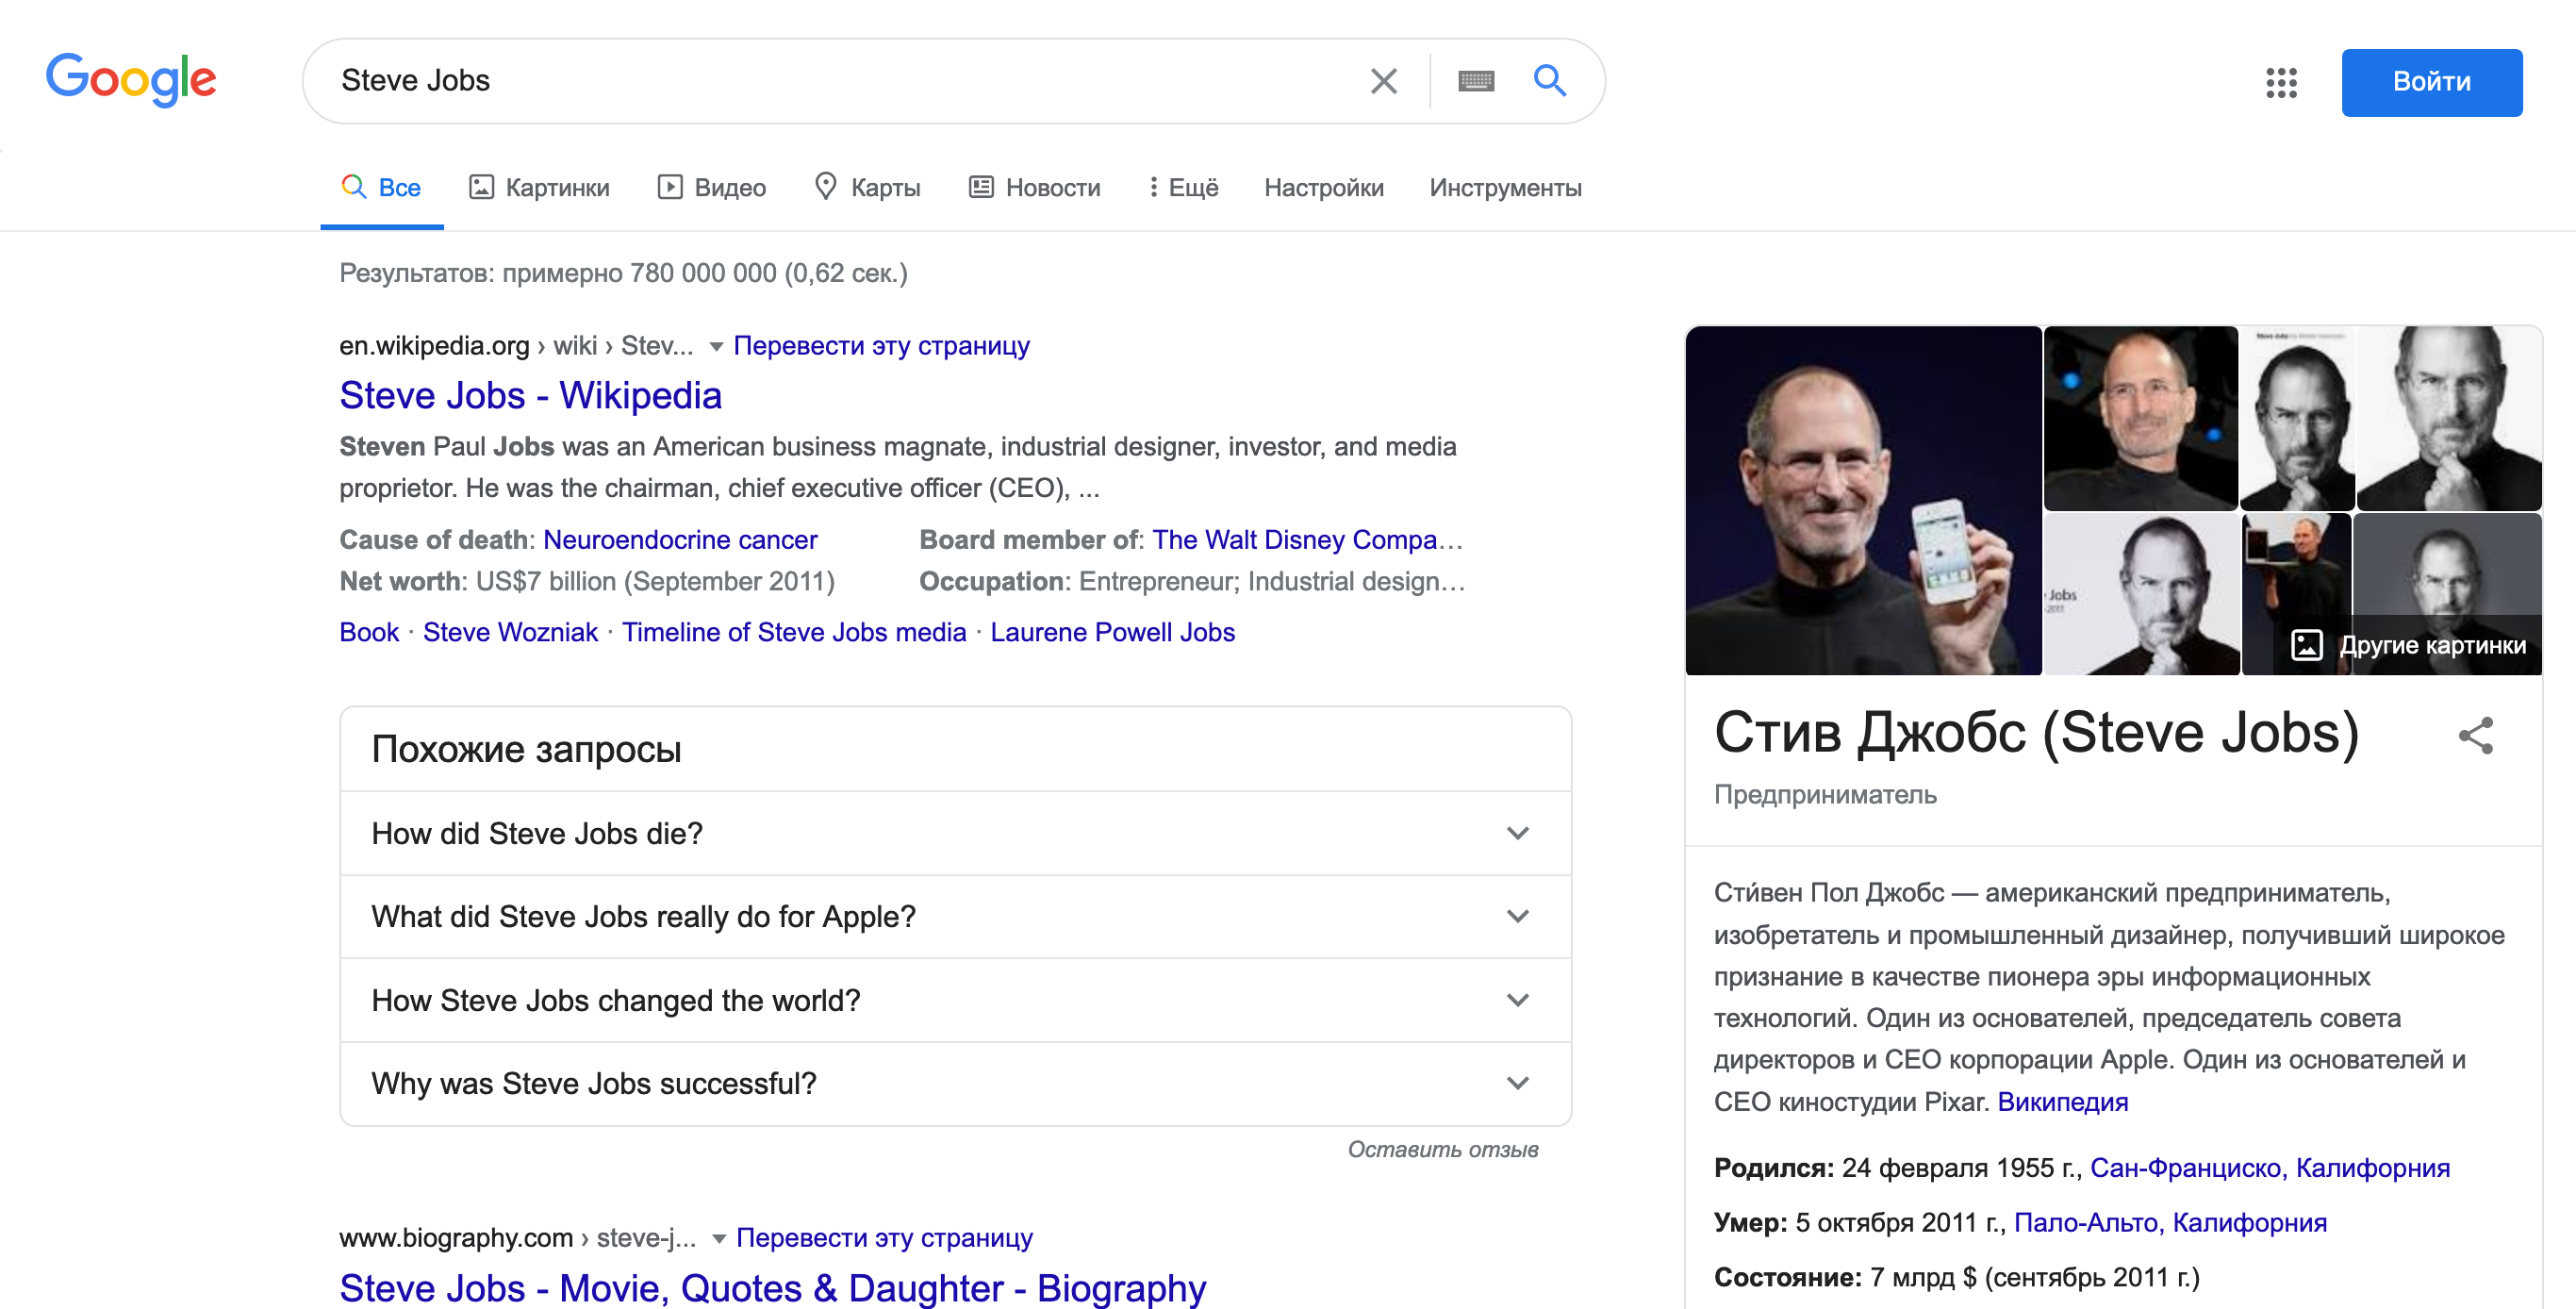 Google
Steve Jobs
Войти
Все
Картинки
Видео
Карты
Новости
Ещё
Настройки
Инструменты
Результатов: примерно 780 000 000 (0,62 сек.)
en.wikipedia.org › wiki › Stev... Перевести эту страницу
Steve Jobs - Wikipedia
Steven Paul Jobs was an American business magnate, industrial designer, investor, and media
proprietor. He was the chairman, chief executive officer (CEO), ...
Cause of death: Neuroendocrine cancer
Board member of: The Walt Disney Compa…
Net worth: US$7 billion (September 2011)
Occupation: Entrepreneur; Industrial design…
Book · Steve Wozniak · Timeline of Steve Jobs media · Laurene Powell Jobs
Похожие запросы
How did Steve Jobs die?
What did Steve Jobs really do for Apple?
How Steve Jobs changed the world?
Why was Steve Jobs successful?
Оставить отзыв
www.biography.com › steve-j... Перевести эту страницу
Steve Jobs - Movie, Quotes & Daughter - Biography
Jobs
2011
Другие картинки
Стив Джобс (Steve Jobs)
Предприниматель
Сти́вен Пол Джобс — американский предприниматель,
изобретатель и промышленный дизайнер, получивший широкое
признание в качестве пионера эры информационных
технологий. Один из основателей, председатель совета
директоров и CEO корпорации Apple. Один из основателей и
CEO киностудии Pixar. Википедия
Родился: 24 февраля 1955 г., Сан-Франциско, Калифорния
Умер: 5 октября 2011 г., Пало-Альто, Калифорния
Состояние: 7 млрд $ (сентябрь 2011 г.)